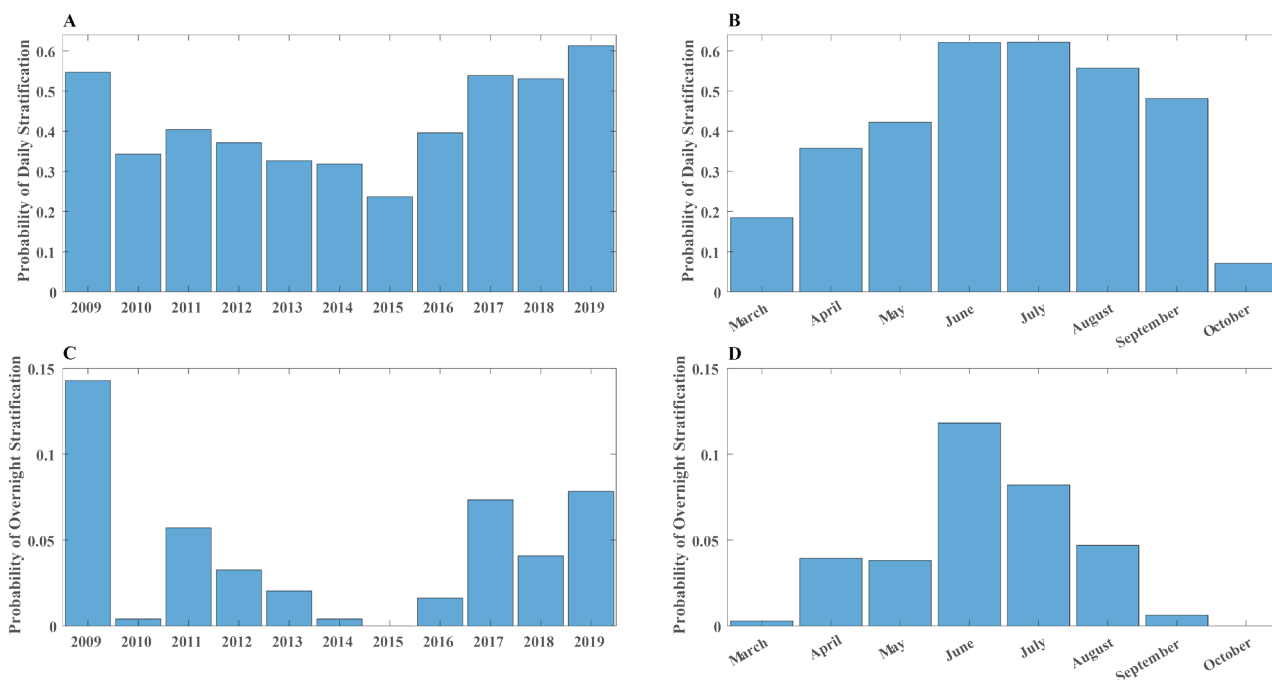 A
Probability of Daily Stratification
0.6
0.5
0.4
0.3
0.2
0.1
0
2009 2010 2011 2012 2013 2014 2015 2016 2017 2018 2019
B
Probability of Daily Stratification
0.6
0.5
0.4
0.3
0.2
0.1
0
March April May June July August September October
C
Probability of Overnight Stratification
0.15
0.1
0.05
0
2009 2010 2011 2012 2013 2014 2015 2016 2017 2018 2019
D
Probability of Overnight Stratification
0.15
0.1
0.05
0
March April May June July August September October